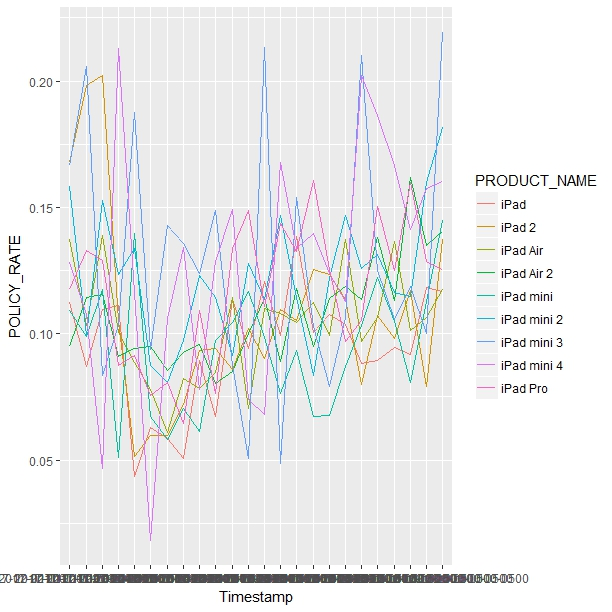 0.20
0.15
0.10
0.05
POLICY_RATE
Timestamp
PRODUCT_NAME
iPad
iPad 2
iPad Air
iPad Air 2
iPad mini
iPad mini 2
iPad mini 3
iPad mini 4
iPad Pro